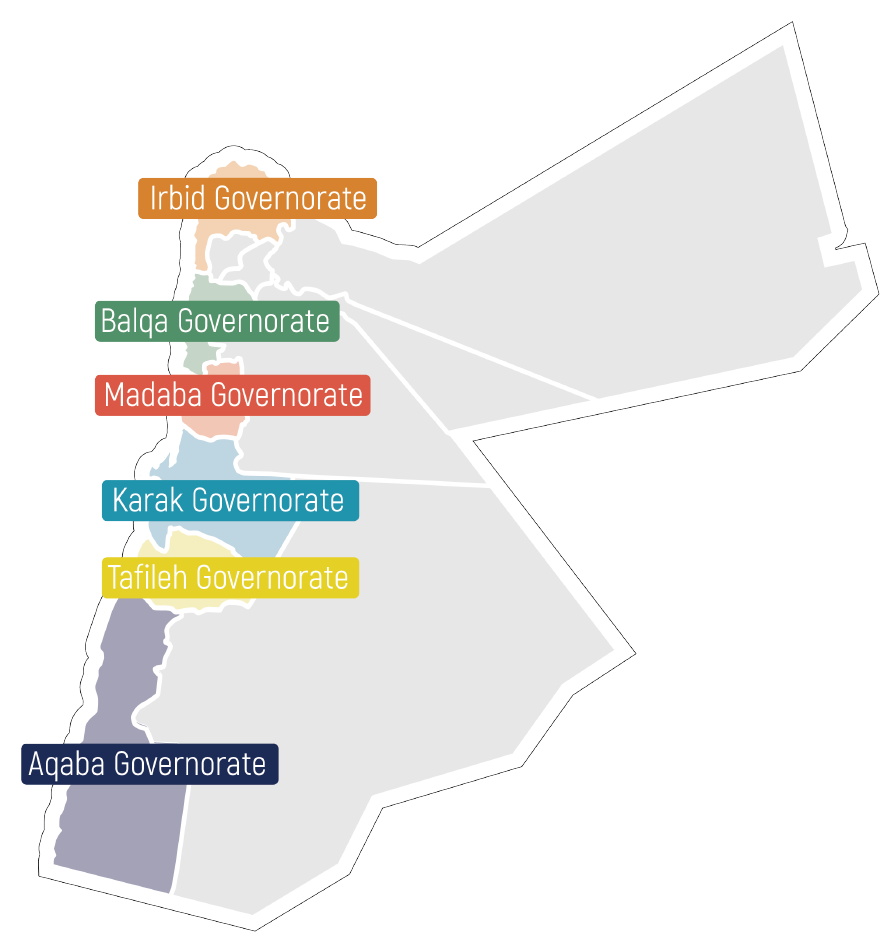 Irbid Governorate
Balqa Governorate
Madaba Governorate
Karak Governorate
Tafileh Governorate
Aqaba Governorate